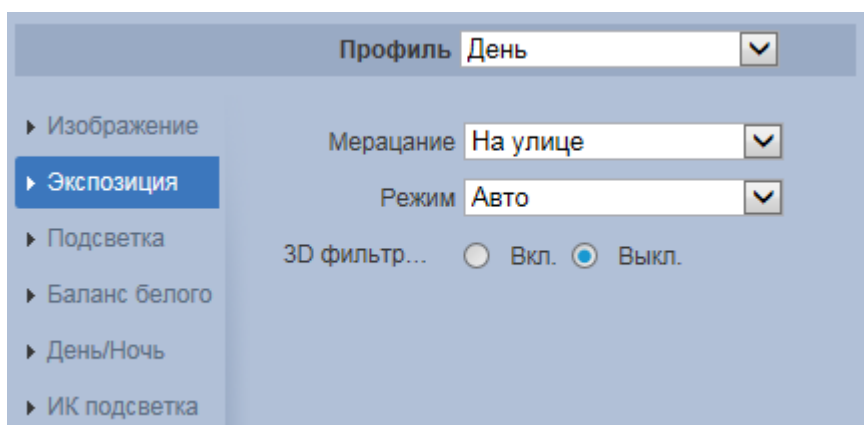 Профиль День
Изображение
Экспозиция
Подсветка
Баланс белого
День/Ночь
ИК подсветка
Мерацание На улице
Режим Авто
3D фильтр... Вкл. Выкл.